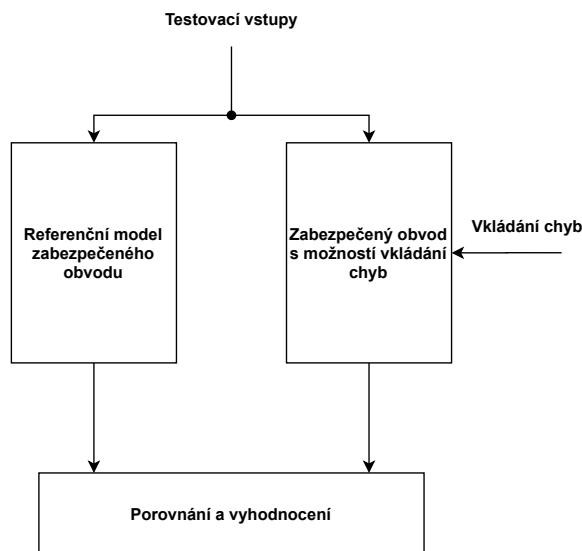 Testovací vstupy
Referenční model
zabezpečeného
obvodu
Zabezpečený obvod
s možností vkládání
chyb
Vkládání chyb
Porovnání a vyhodnocení